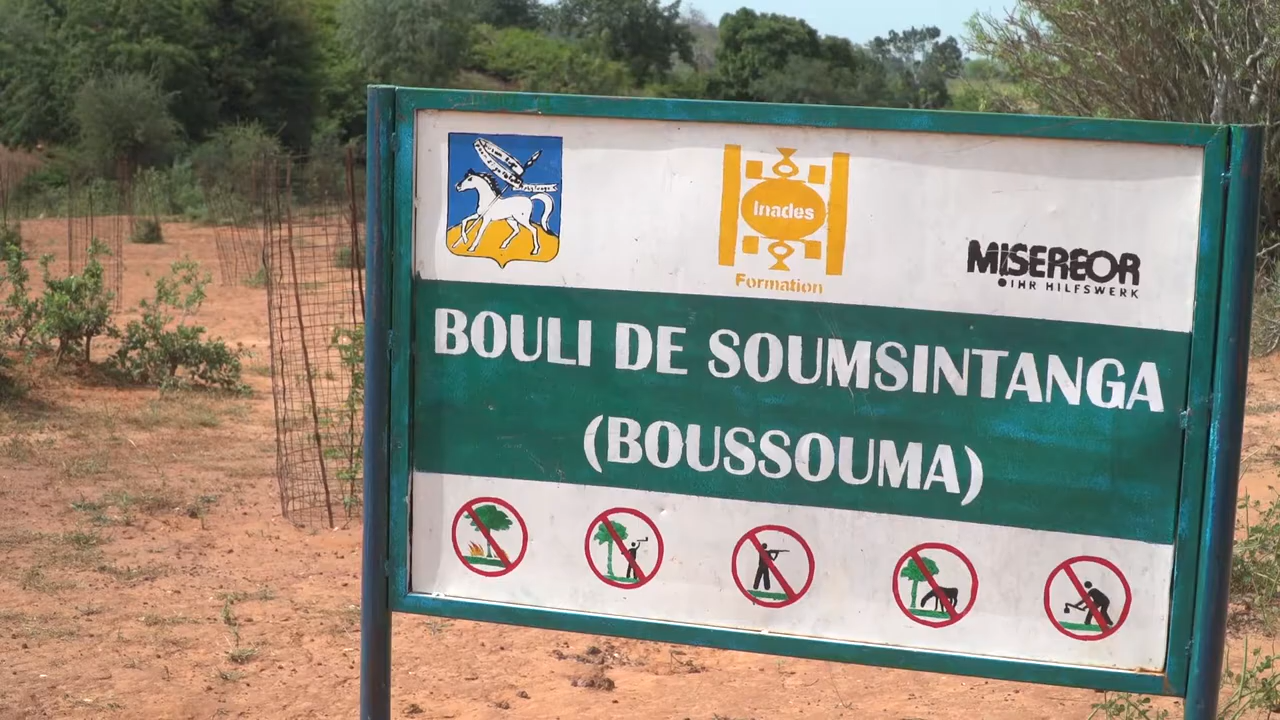 Inades
Formation
MISEREOR
IHR HILFSWERK
BOULI DE SOUMSINTANGA
(BOUSSOUMA)